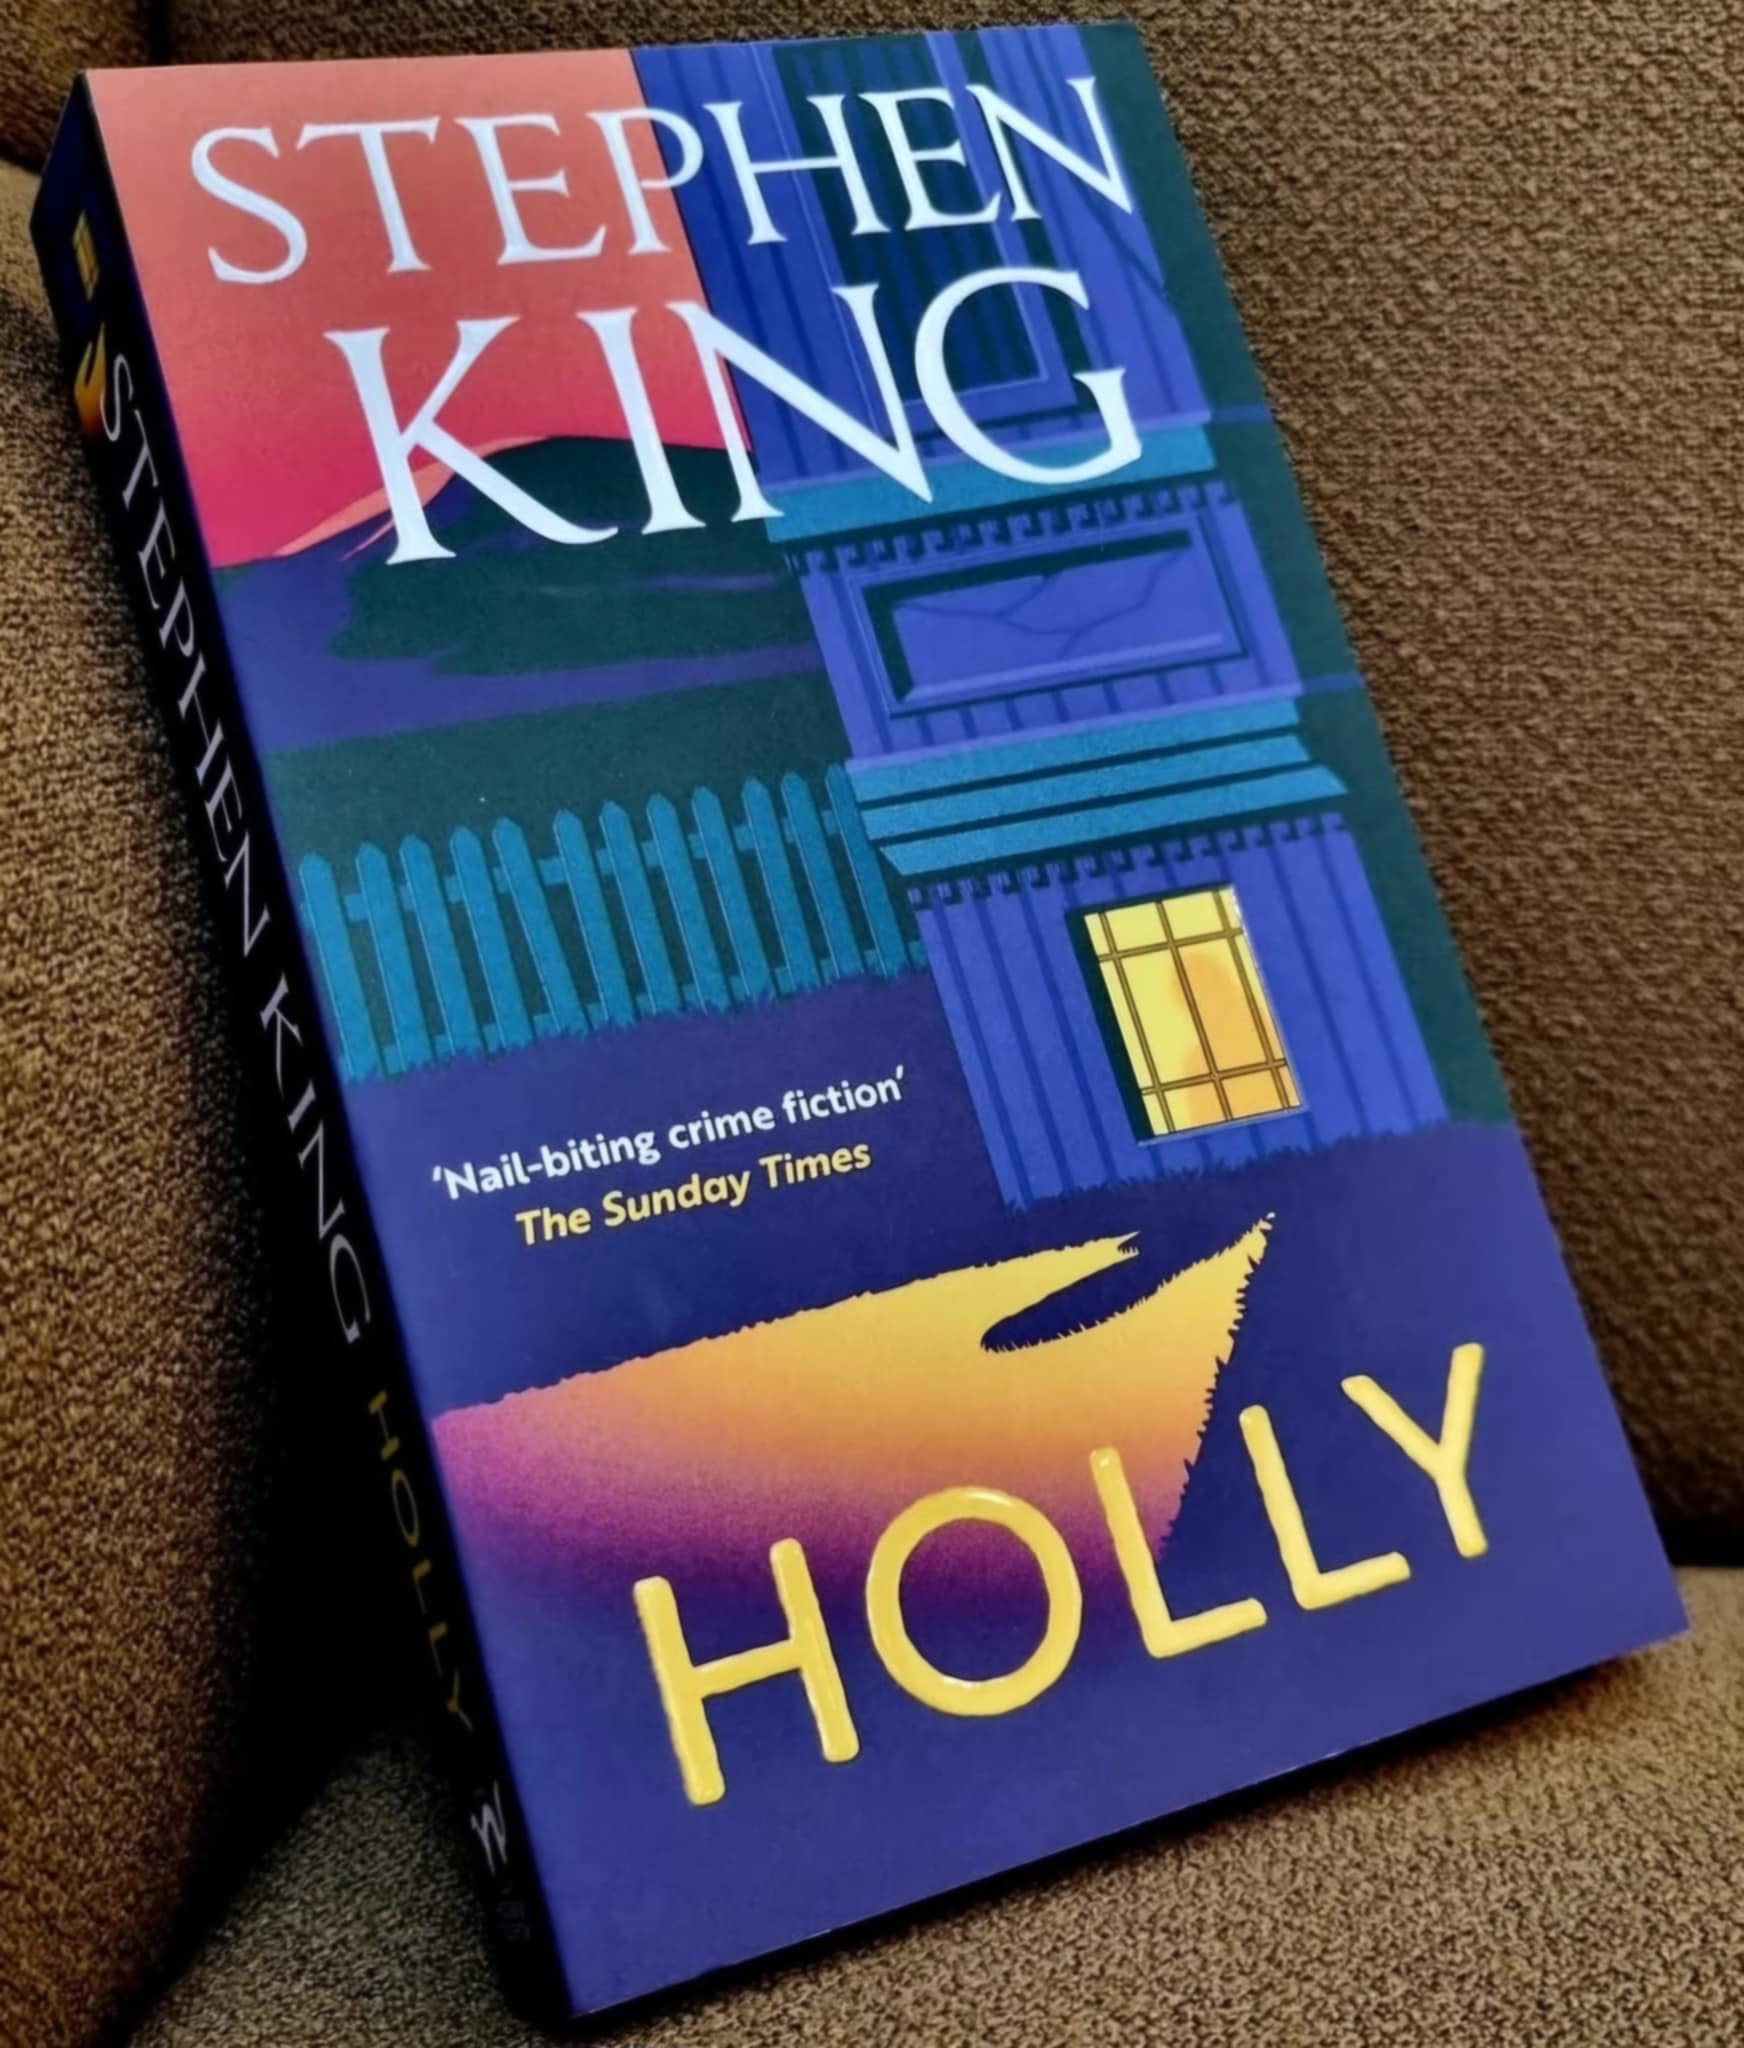 STEPHEN
KING
'Nail-biting crime fiction'
The Sunday Times
HOLLY
STEPHEN KING HOLLY